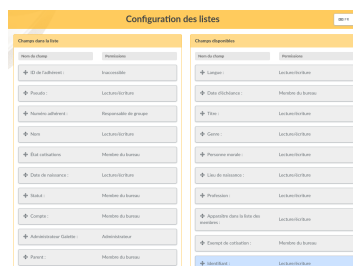 Configuration des listes
Champs dans la liste
Nom du champ Permissions
ID de l'adhérent : Inaccessible
Pseudo : Lecture/écriture
Numéro adhérent : Responsable de groupe
Nom Lecture/écriture
État cotisations Membre du bureau
Date de naissance : Lecture/écriture
Statut : Membre du bureau
Compte : Membre du bureau
Administrateur Galette : Administrateur
Parent : Membre du bureau
Champs disponibles
Nom du champ Permissions
Langue : Lecture/écriture
Date d'échéance : Membre du bureau
Titre : Lecture/écriture
Genre : Lecture/écriture
Personne morale : Lecture/écriture
Lieu de naissance : Lecture/écriture
Profession : Lecture/écriture
Apparaître dans la liste des
membres : Lecture/écriture
Exempt de cotisation : Membre du bureau
Identifiant : Lecture/écriture